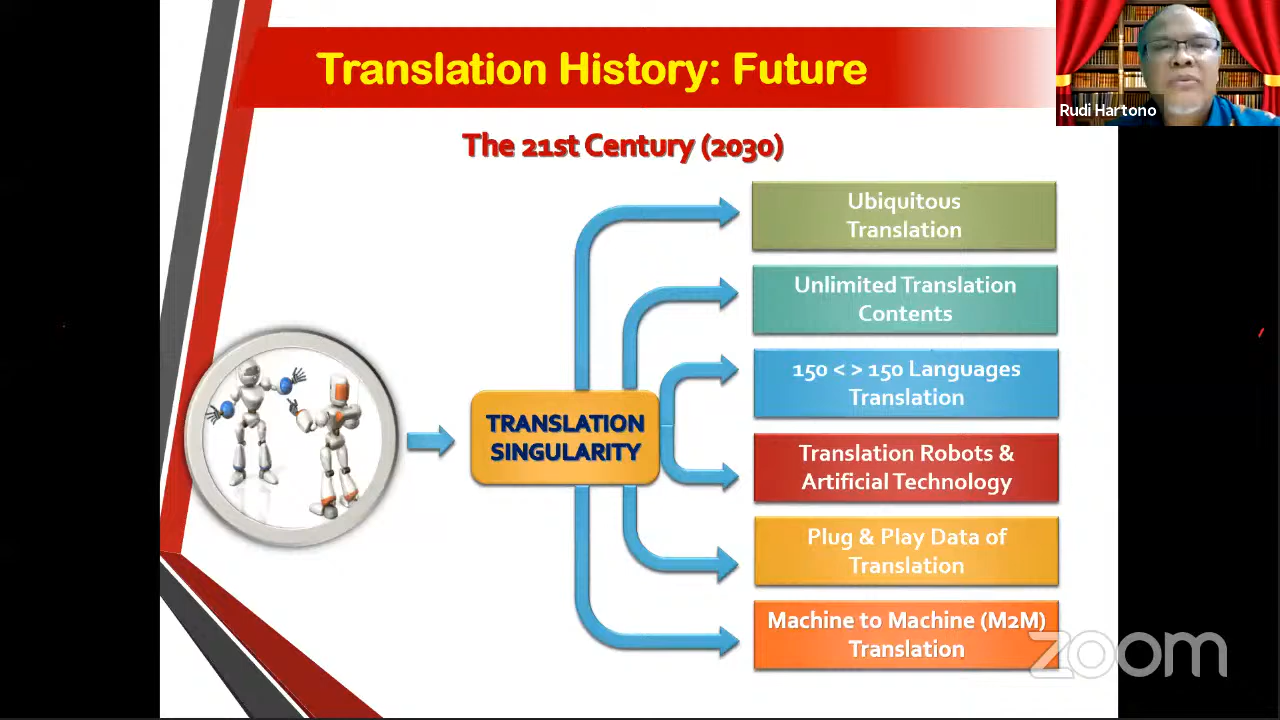 Translation History: Future
Rudi Hartono
The 21st Century (2030)
Ubiquitous
Translation
Unlimited Translation
Contents
150 < > 150 Languages
Translation
TRANSLATION
SINGULARITY
Translation Robots &
Artificial Technology
Plug & Play Data of
Translation
Machine to Machine (M2M)
Translation
zoom